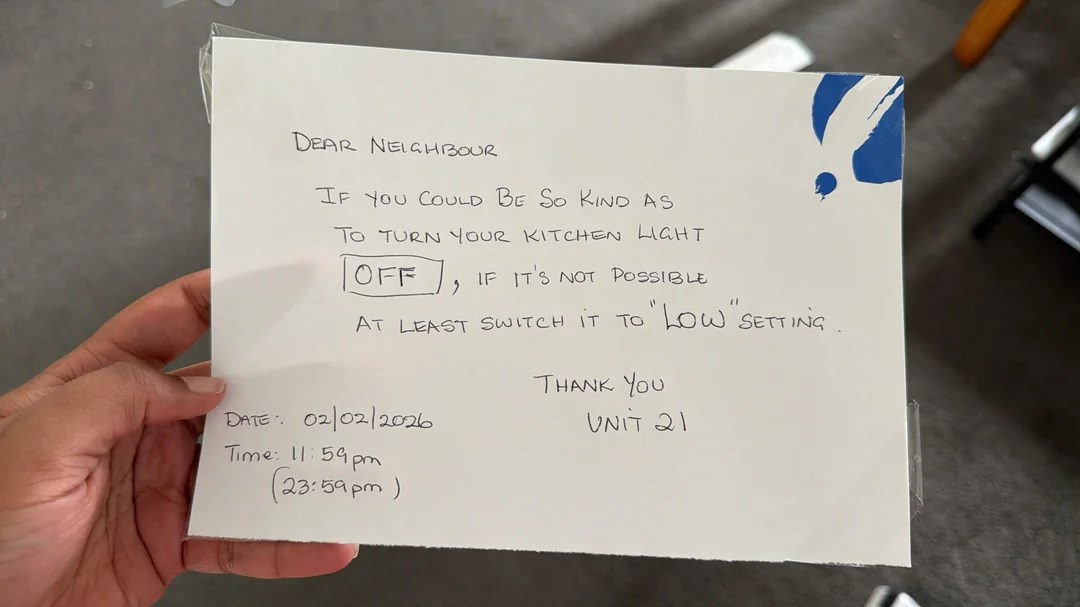 DEAR NEIGHBOUR
IF YOU COULD BE SO KIND AS
TO TURN YOUR KITCHEN LIGHT
OFF, IF IT'S NOT POSSIBLE
AT LEAST SWITCH IT TO "LOW" SETTING.
THANK YOU
UNIT 21
DATE: 02/02/2026
Time: 11:59pm
(23:59pm)